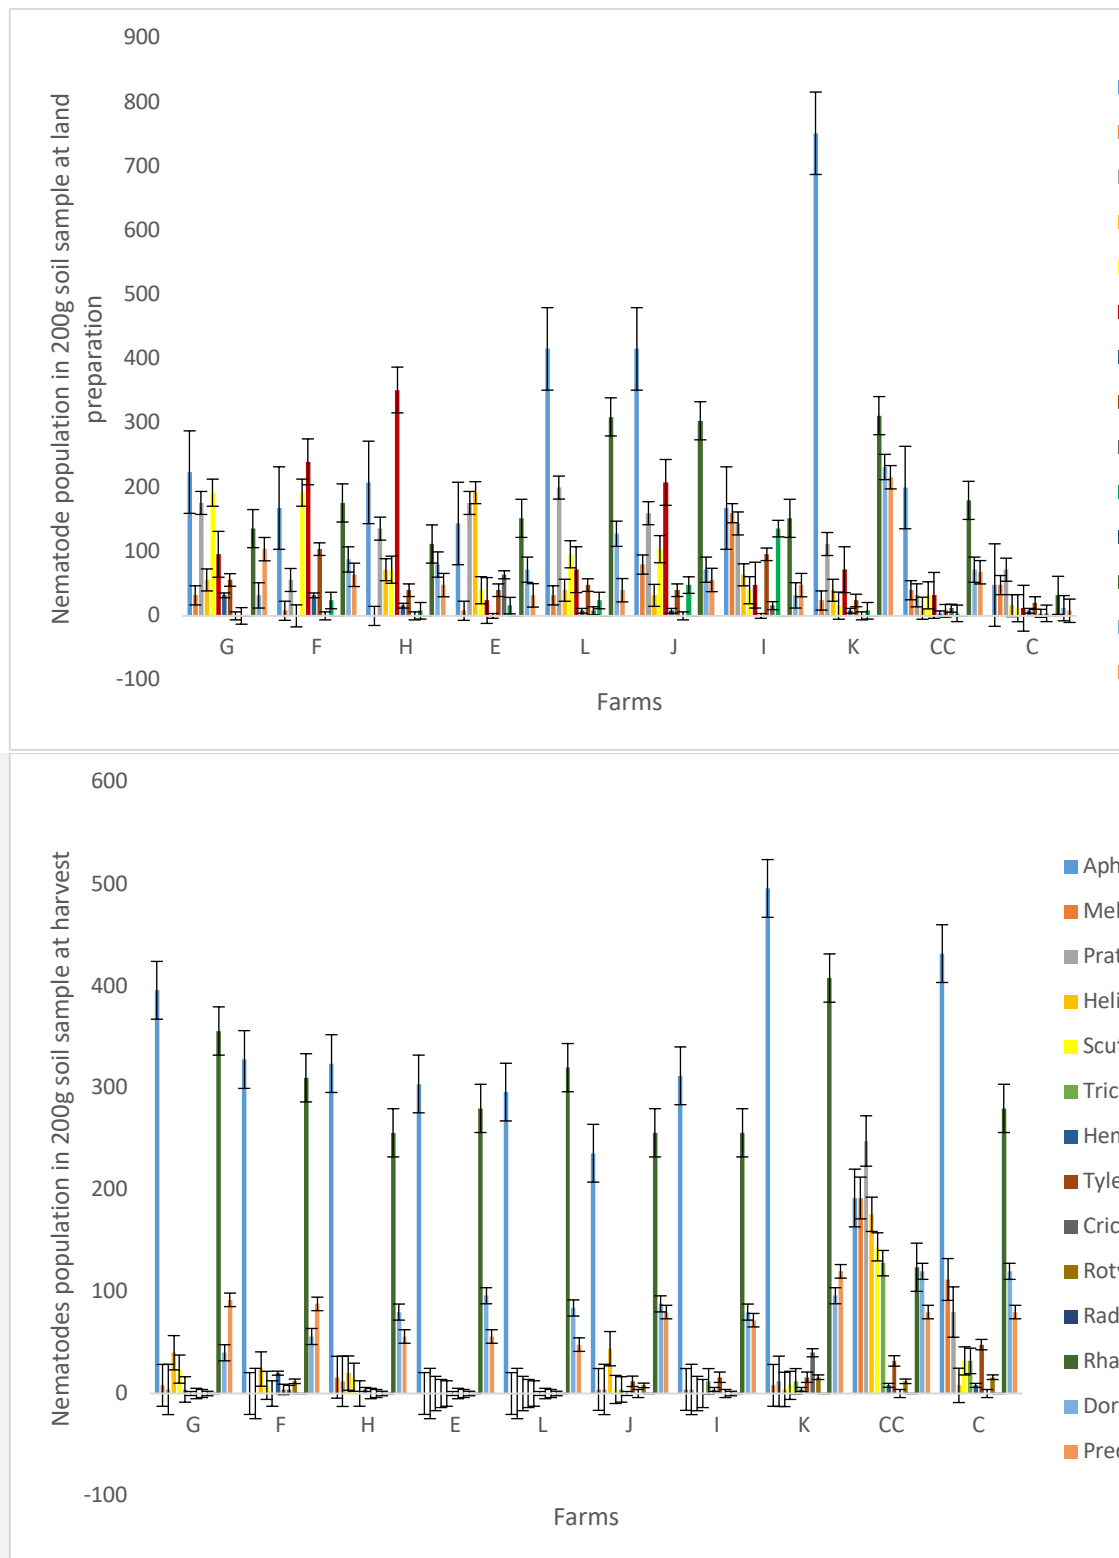 900
800
700
600
500
400
300
200
100
0
-100
Nematode population in 200g soil sample at land
preparation
G F H E L J I K CC C
Farms
600
500
400
300
200
100
0
-100
Nematodes population in 200g soil sample at harvest
G F H E L J I K CC C
Farms
Aph
Mel
Prat
Heli
Scut
Tric
Hem
Tyle
Cric
Roty
Rad
Rha
Dor
Pred